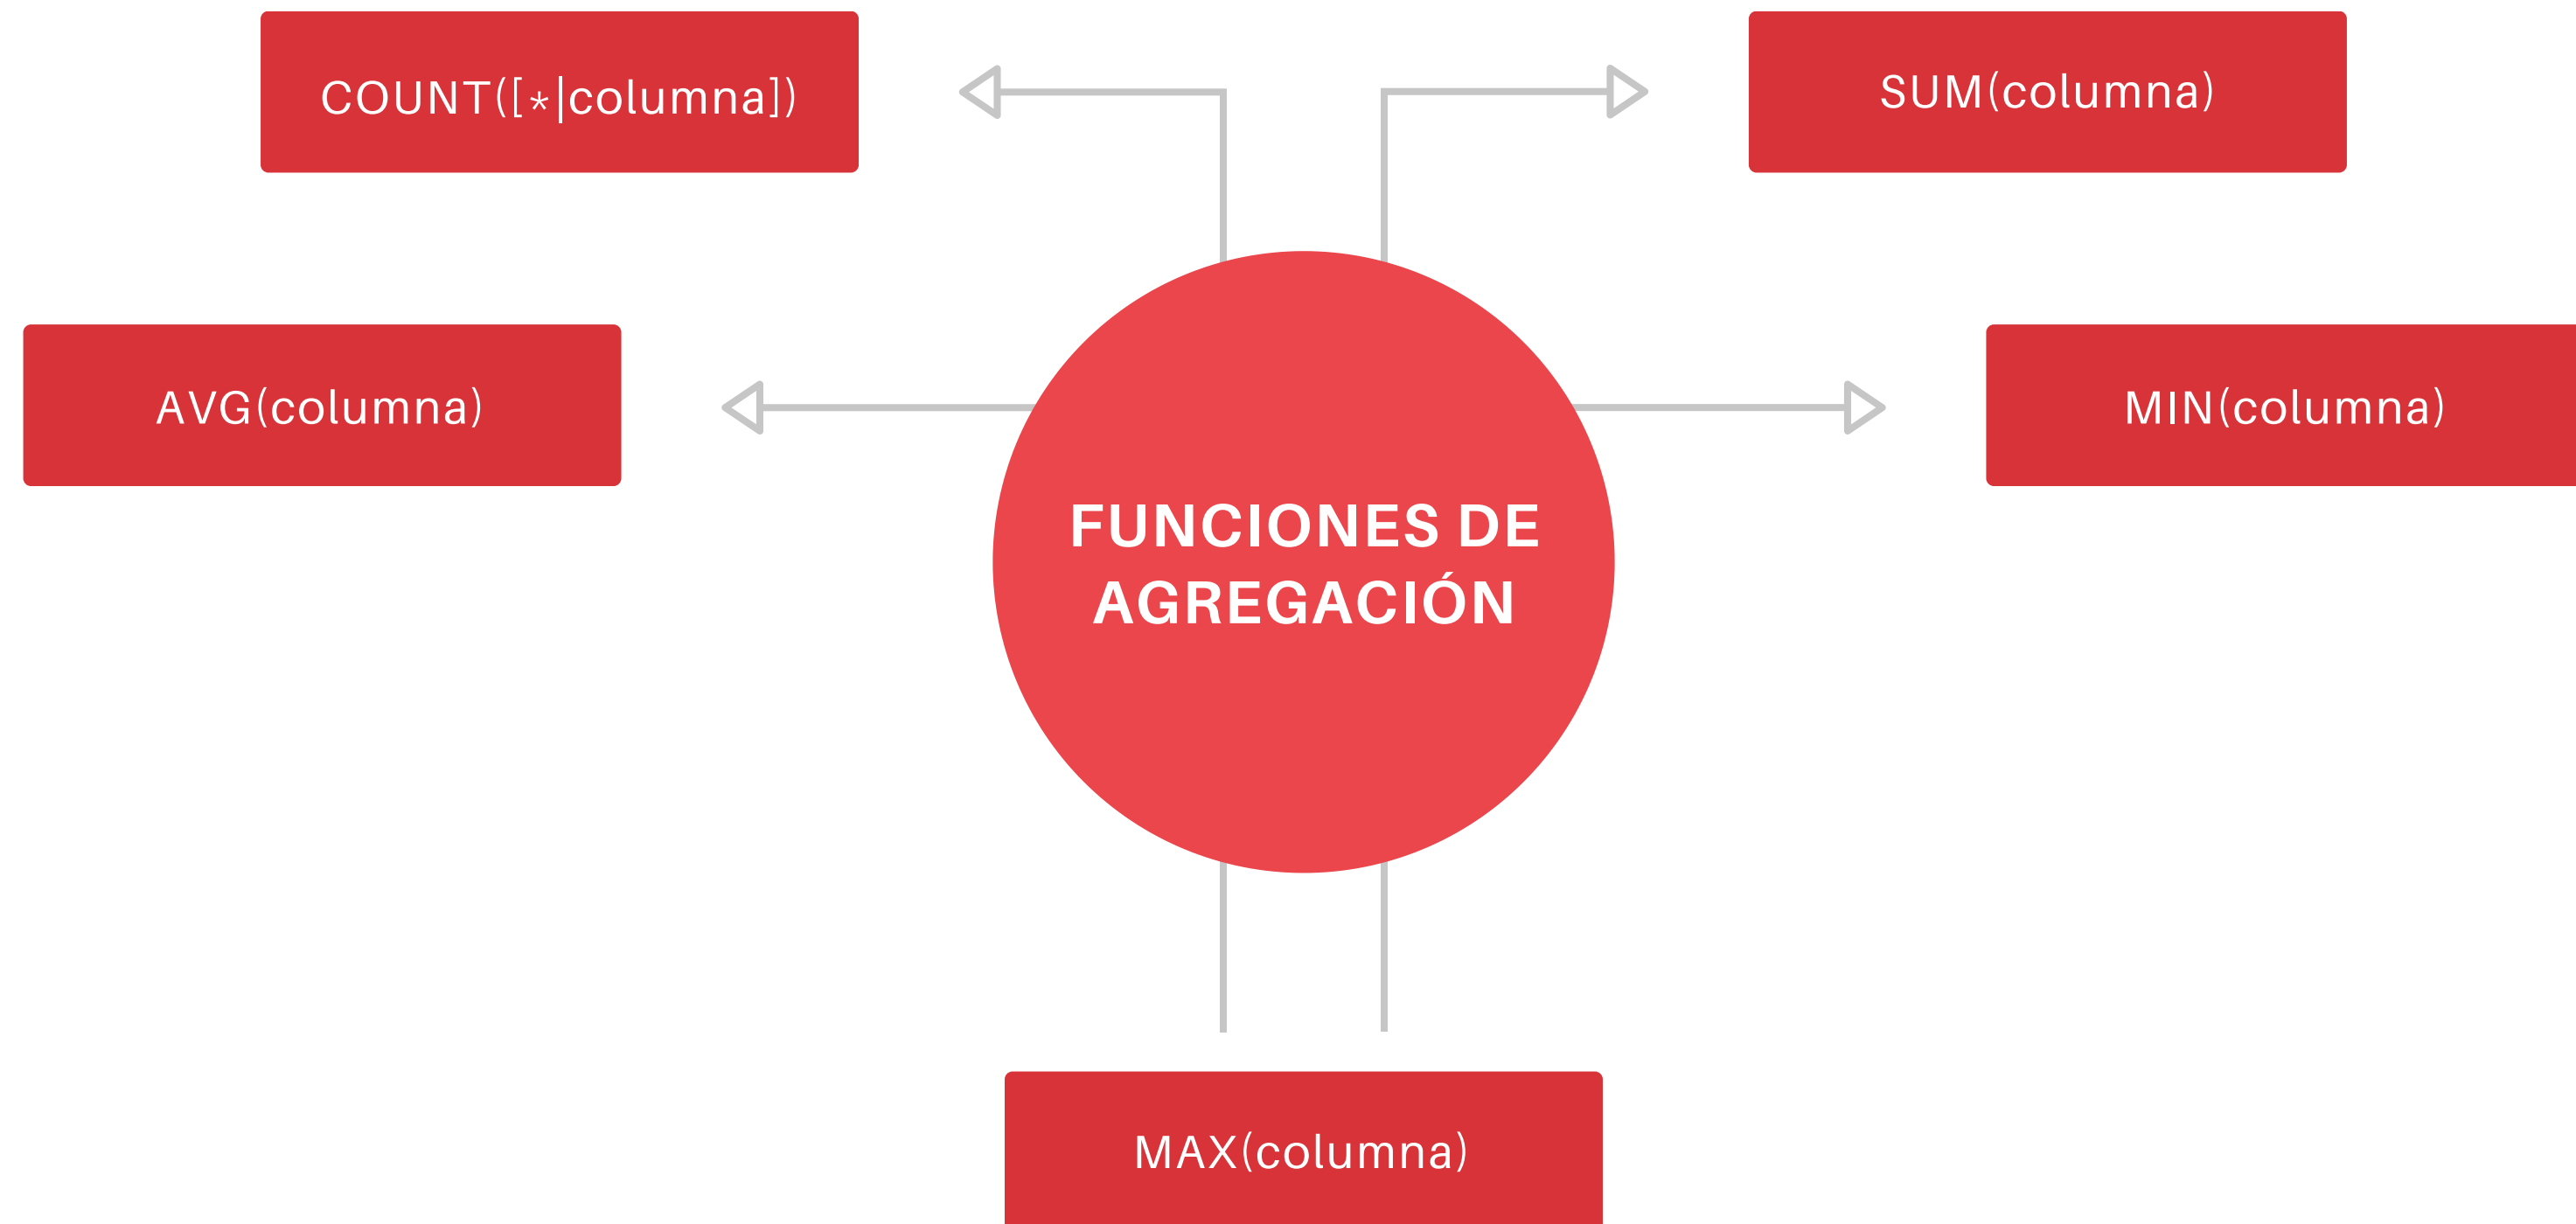 COUNT([*|columna])
SUM(columna)
AVG(columna)
MIN(columna)
FUNCIONES DE
AGREGACIÓN
MAX(columna)